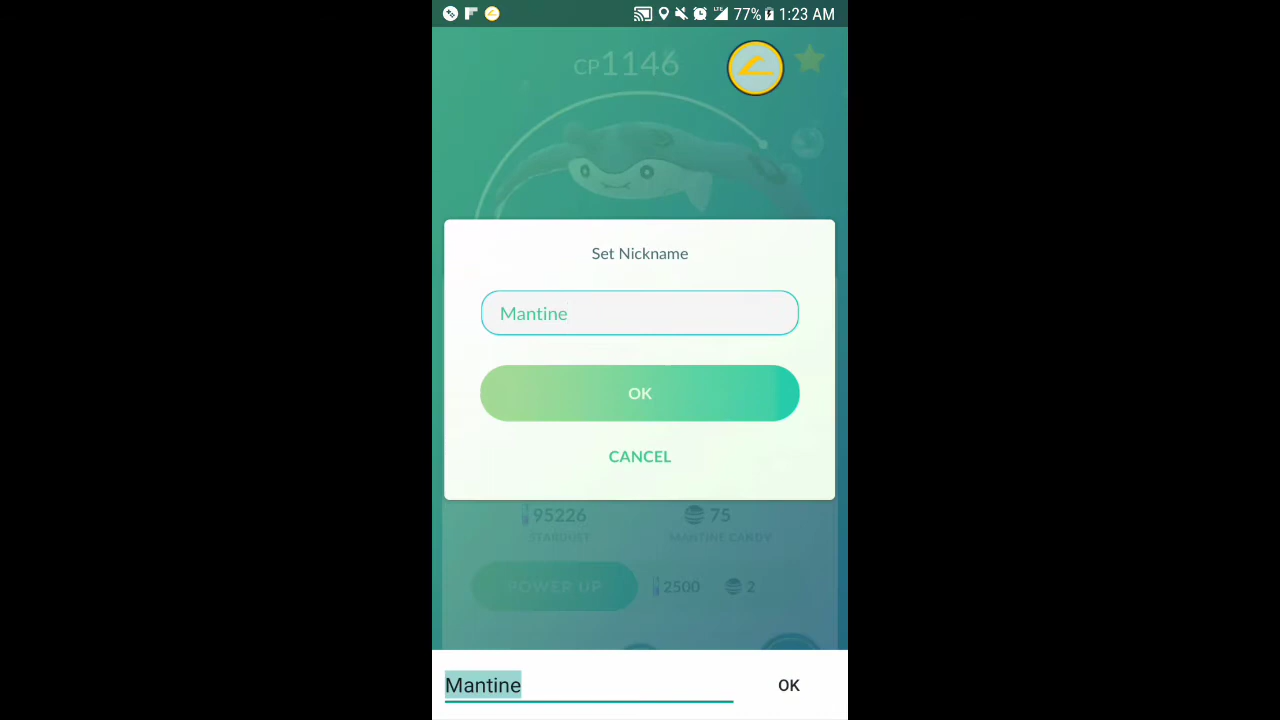 LTE 77% 1:23 AM
CP1146
Set Nickname
Mantine
OK
CANCEL
95226 75
STARDUST MANTINE CANDY
POWER UP 2500 2
Mantine OK